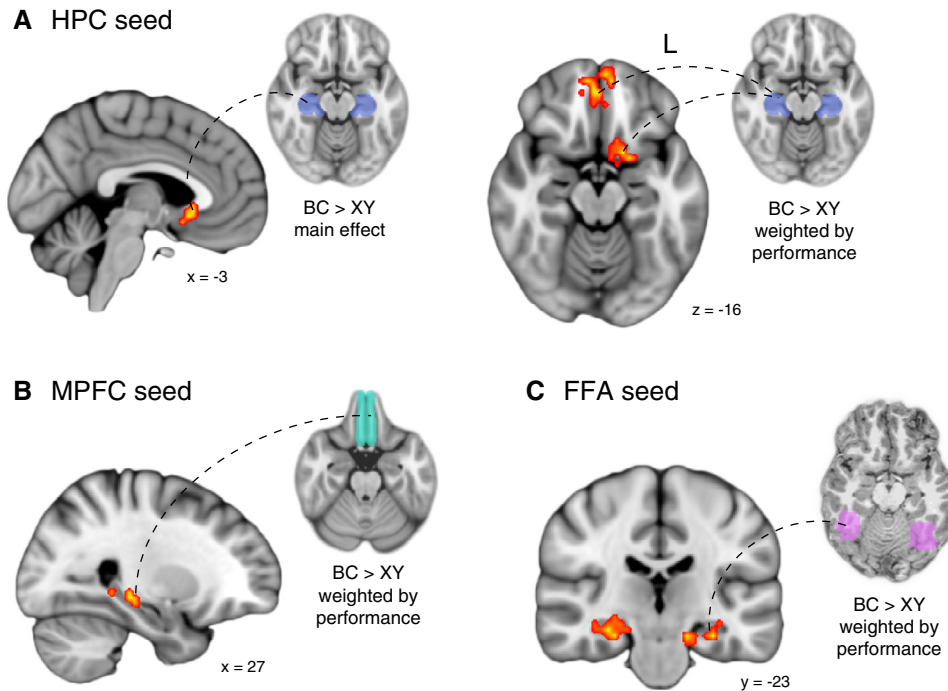 A HPC seed
BC > XY
main effect
x = -3
L
BC > XY
weighted by
performance
z = -16
B MPFC seed
BC > XY
weighted by
performance
x = 27
C FFA seed
BC > XY
weighted by
performance
y = -23